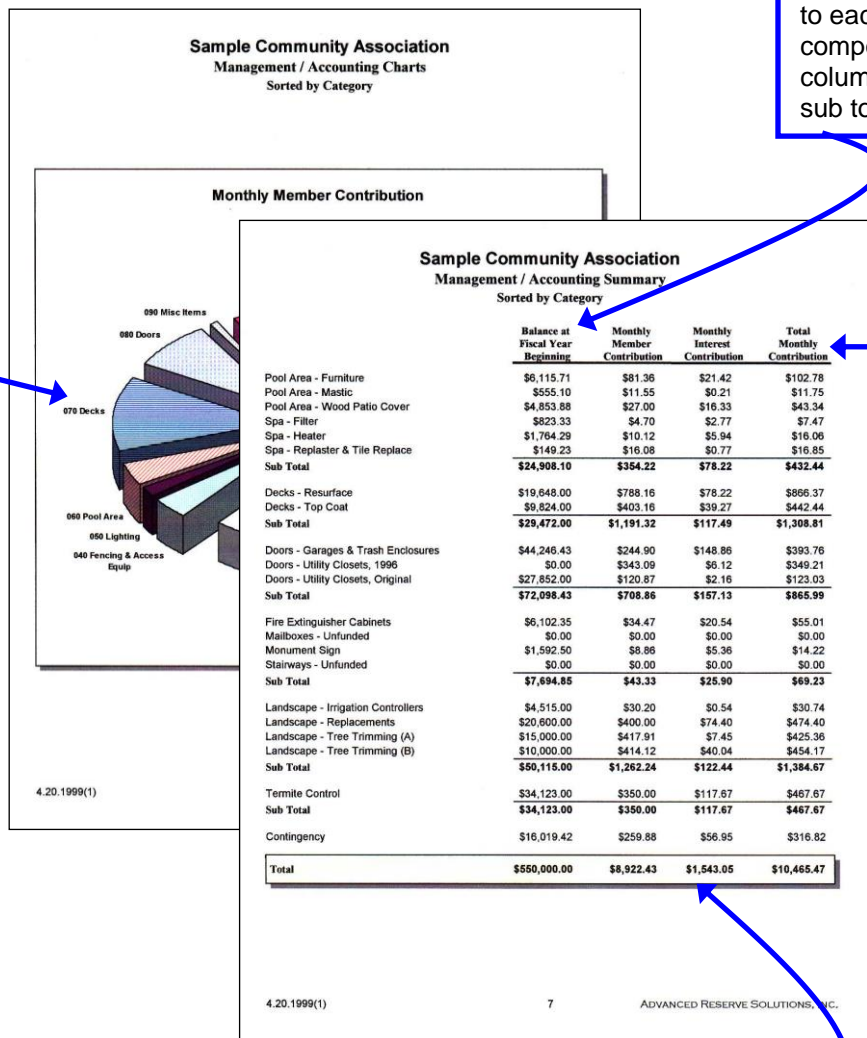 to eac
compo
colum
sub to
Sample Community Association
Management / Accounting Charts
Sorted by Category
Monthly Member Contribution
090 Misc Items
080 Doors
070 Decks
060 Pool Area
050 Lighting
040 Fencing & Access
Equip
4.20.1999(1)
Sample Community Association
Management / Accounting Summary
Sorted by Category
Balance at Monthly Monthly Total
Fiscal Year Member Interest Monthly
Beginning Contribution Contribution Contribution
Pool Area - Furniture $6,115.71 $81.36 $21.42 $102.78
Pool Area - Mastic $555.10 $11.55 $0.21 $11.75
Pool Area - Wood Patio Cover $4,853.88 $27.00 $16.33 $43.34
Spa - Filter $823.33 $4.70 $2.77 $7.47
Spa - Heater $1,764.29 $10.12 $5.94 $16.06
Spa - Replaster & Tile Replace $149.23 $16.08 $0.77 $16.85
Sub Total $24,908.10 $354.22 $78.22 $432.44
Decks - Resurface $19,648.00 $788.16 $78.22 $866.37
Decks - Top Coat $9,824.00 $403.16 $39.27 $442.44
Sub Total $29,472.00 $1,191.32 $117.49 $1,308.81
Doors - Garages & Trash Enclosures $44,246.43 $244.90 $148.86 $393.76
Doors - Utility Closets, 1996 $0.00 $343.09 $6.12 $349.21
Doors - Utility Closets, Original $27,852.00 $120.87 $2.16 $123.03
Sub Total $72,098.43 $708.86 $157.13 $865.99
Fire Extinguisher Cabinets $6,102.35 $34.47 $20.54 $55.01
Mailboxes - Unfunded $0.00 $0.00 $0.00 $0.00
Monument Sign $1,592.50 $8.86 $5.36 $14.22
Stairways - Unfunded $0.00 $0.00 $0.00 $0.00
Sub Total $7,694.85 $43.33 $25.90 $69.23
Landscape - Irrigation Controllers $4,515.00 $30.20 $0.54 $30.74
Landscape - Replacements $20,600.00 $400.00 $74.40 $474.40
Landscape - Tree Trimming (A) $15,000.00 $417.91 $7.45 $425.36
Landscape - Tree Trimming (B) $10,000.00 $414.12 $40.04 $454.17
Sub Total $50,115.00 $1,262.24 $122.44 $1,384.67
Termite Control $34,123.00 $350.00 $117.67 $467.67
Sub Total $34,123.00 $350.00 $117.67 $467.67
Contingency $16,019.42 $259.88 $56.95 $316.82
Total $550,000.00 $8,922.43 $1,543.05 $10,465.47
4.20.1999(1) 7 ADVANCED RESERVE SOLUTIONS, INC.